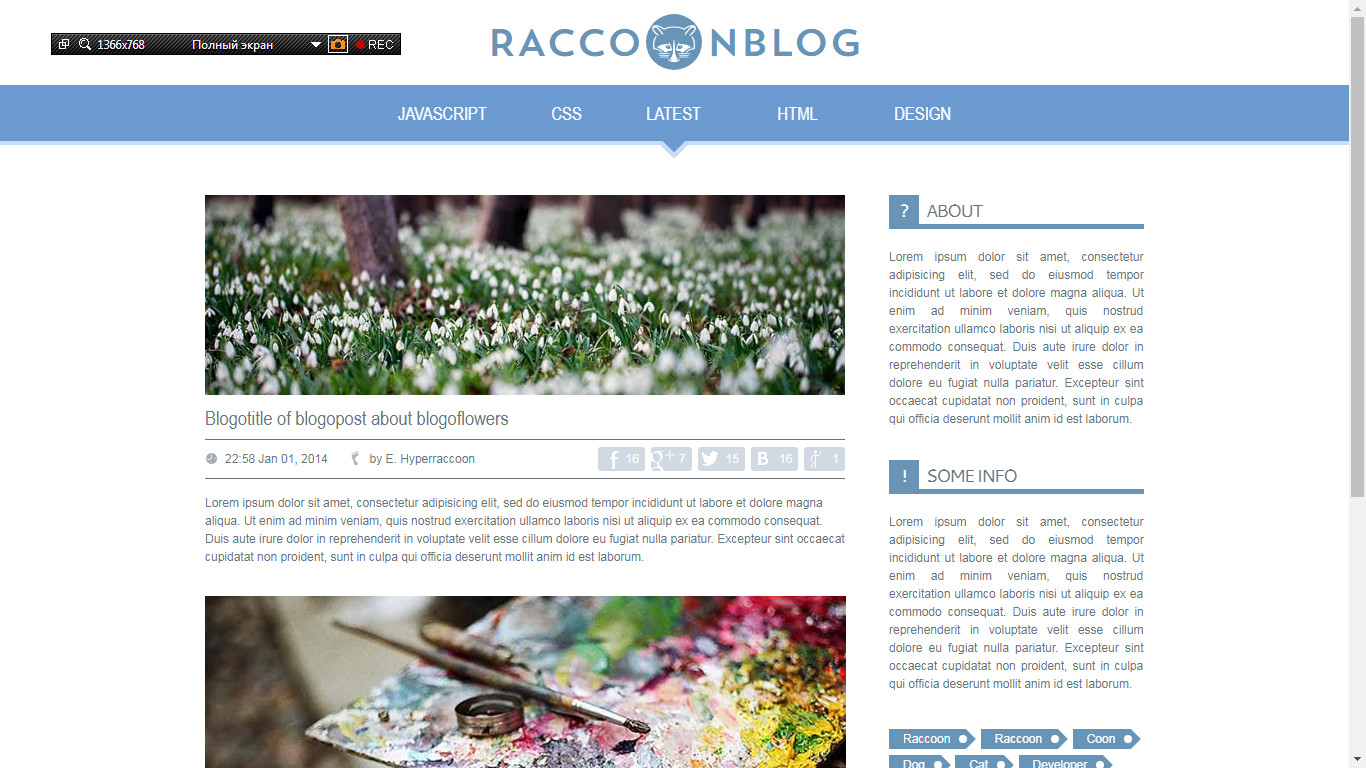 1366x768 Полный экран REC
RACCOONBLOG
JAVASCRIPT CSS LATEST HTML DESIGN
Blogotitle of blogopost about blogoflowers
22:58 Jan 01, 2014 by E. Hyperraccoon f 16 g+ 7 15 B 16 1
Lorem ipsum dolor sit amet, consectetur adipisicing elit, sed do eiusmod tempor incididunt ut labore et dolore magna
aliqua. Ut enim ad minim veniam, quis nostrud exercitation ullamco laboris nisi ut aliquip ex ea commodo consequat.
Duis aute irure dolor in reprehenderit in voluptate velit esse cillum dolore eu fugiat nulla pariatur. Excepteur sint occaecat
cupidatat non proident, sunt in culpa qui officia deserunt mollit anim id est laborum.
? ABOUT
Lorem ipsum dolor sit amet, consectetur
adipisicing elit, sed do eiusmod tempor
incididunt ut labore et dolore magna aliqua. Ut
enim ad minim veniam, quis nostrud
exercitation ullamco laboris nisi ut aliquip ex ea
commodo consequat. Duis aute irure dolor in
reprehenderit in voluptate velit esse cillum
dolore eu fugiat nulla pariatur. Excepteur sint
occaecat cupidatat non proident, sunt in culpa
qui officia deserunt mollit anim id est laborum.
! SOME INFO
Lorem ipsum dolor sit amet, consectetur
adipisicing elit, sed do eiusmod tempor
incididunt ut labore et dolore magna aliqua. Ut
enim ad minim veniam, quis nostrud
exercitation ullamco laboris nisi ut aliquip ex ea
commodo consequat. Duis aute irure dolor in
reprehenderit in voluptate velit esse cillum
dolore eu fugiat nulla pariatur. Excepteur sint
occaecat cupidatat non proident, sunt in culpa
qui officia deserunt mollit anim id est laborum.
Raccoon Raccoon Coon
Dog Cat Developer